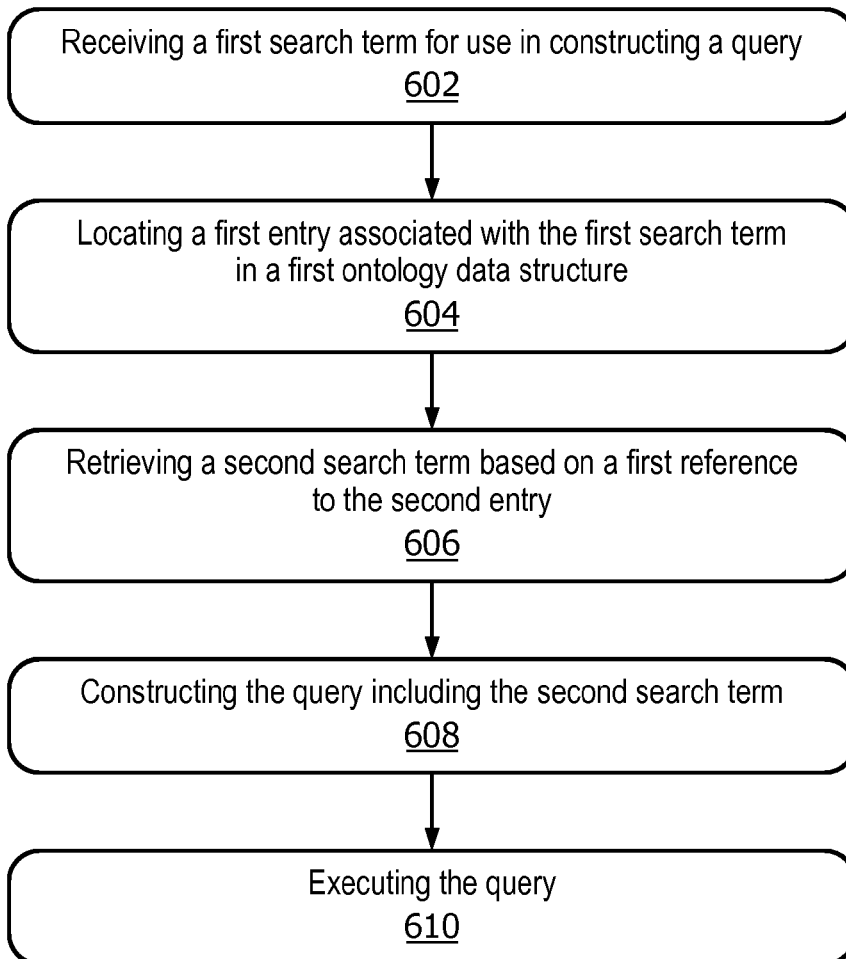 Receiving a first search term for use in constructing a query
602
Locating a first entry associated with the first search term
in a first ontology data structure
604
Retrieving a second search term based on a first reference
to the second entry
606
Constructing the query including the second search term
608
Executing the query
610